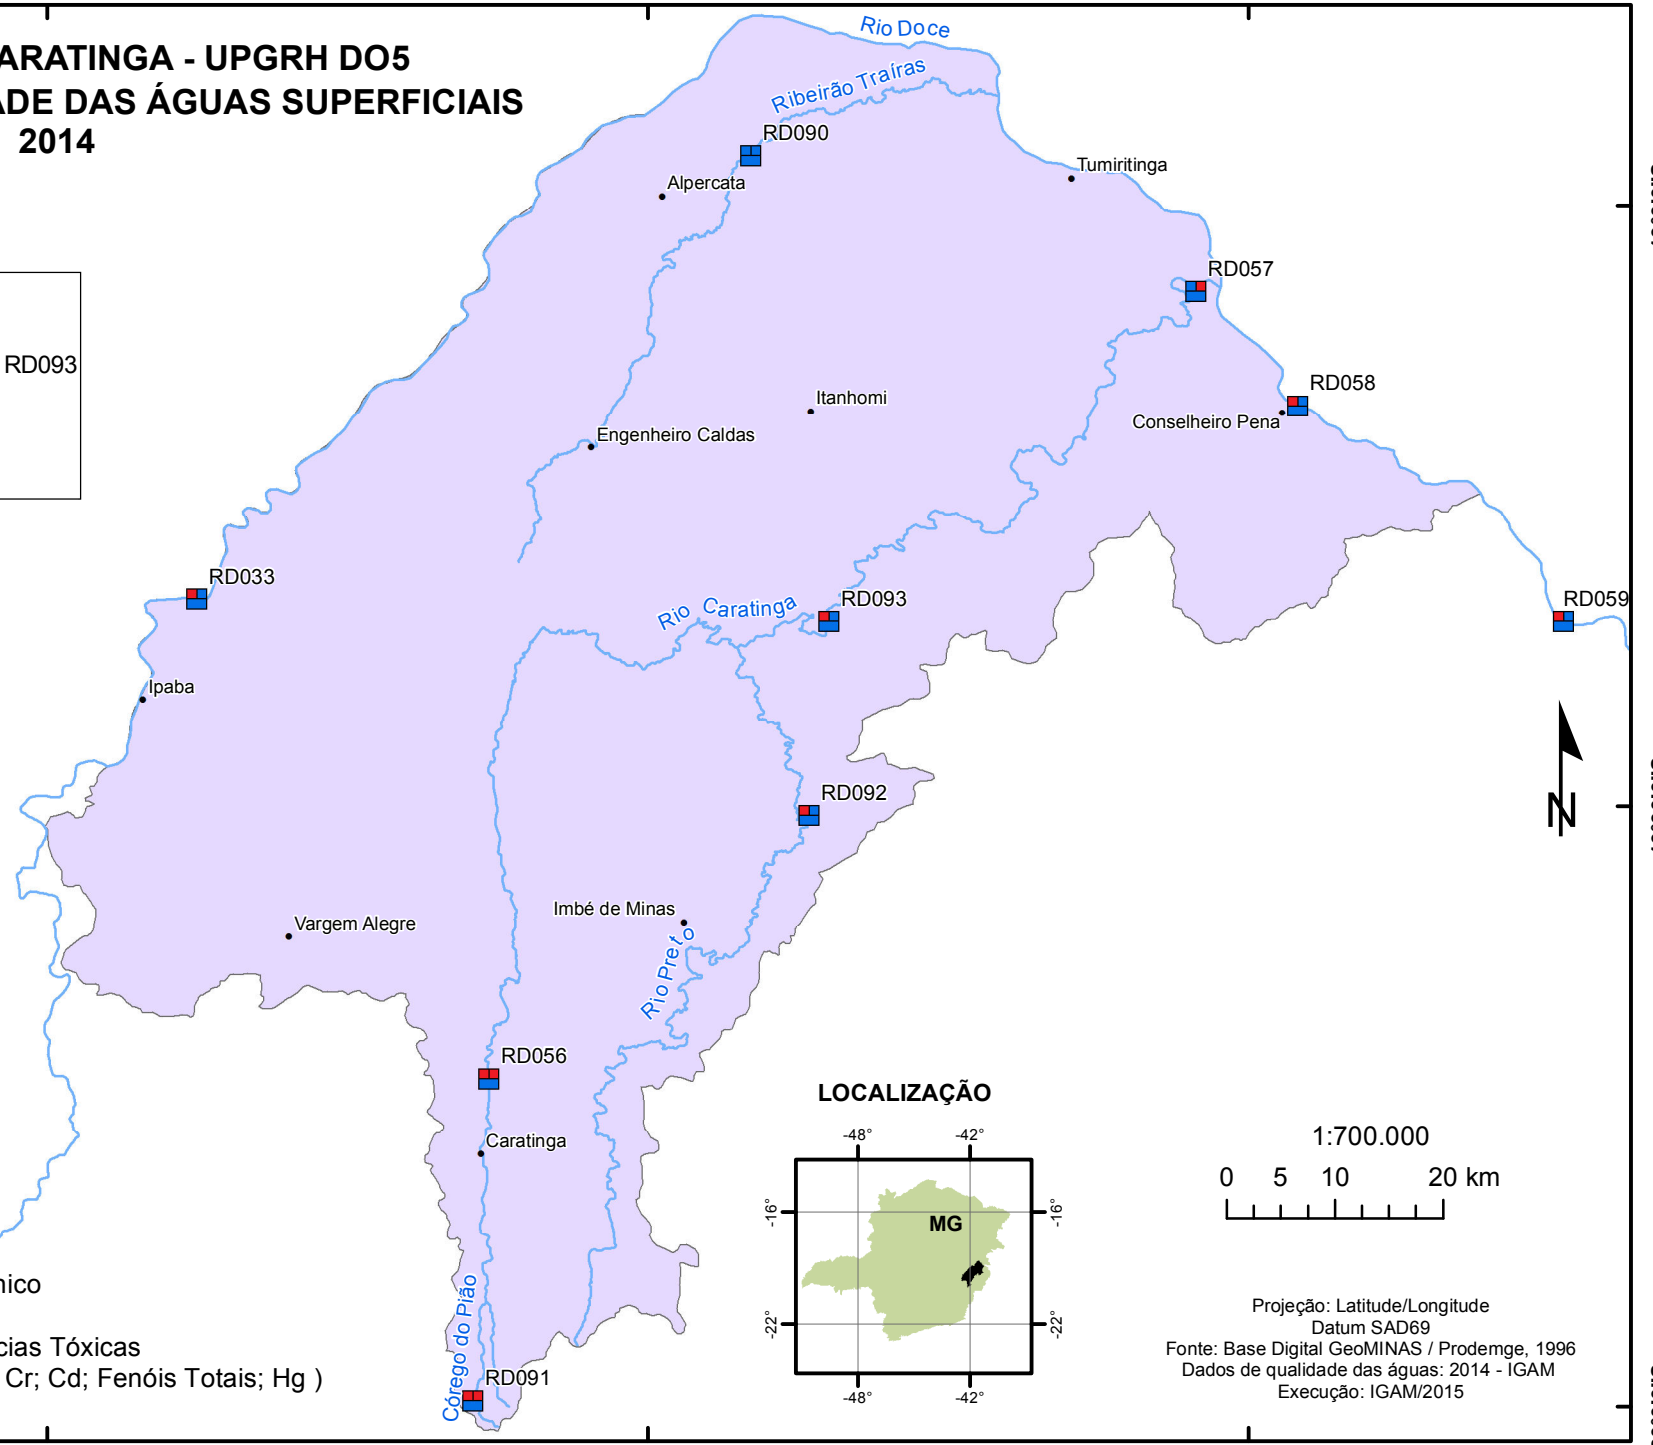 ARATINGA - UPGRH DO5
ADE DAS ÁGUAS SUPERFICIAIS
2014
Rio Doce
Ribeirão Traíras
RD090
Alpercata
Tumiritinga
RD057
RD093
RD058
Itanhomi
Conselheiro Pena
Engenheiro Caldas
RD033
Rio Caratinga
RD093
RD059
Ipaba
RD092
N
Imbé de Minas
Vargem Alegre
Rio Preto
RD056
Caratinga
LOCALIZAÇÃO
-48° -42°
-16° -16°
MG
-22° -22°
-48° -42°
1:700.000
0 5 10 20 km
Córrego do Pião
RD091
nico
cias Tóxicas
Cr; Cd; Fenóis Totais; Hg )
Projeção: Latitude/Longitude
Datum SAD69
Fonte: Base Digital GeoMINAS / Prodemge, 1996
Dados de qualidade das águas: 2014 - IGAM
Execução: IGAM/2015